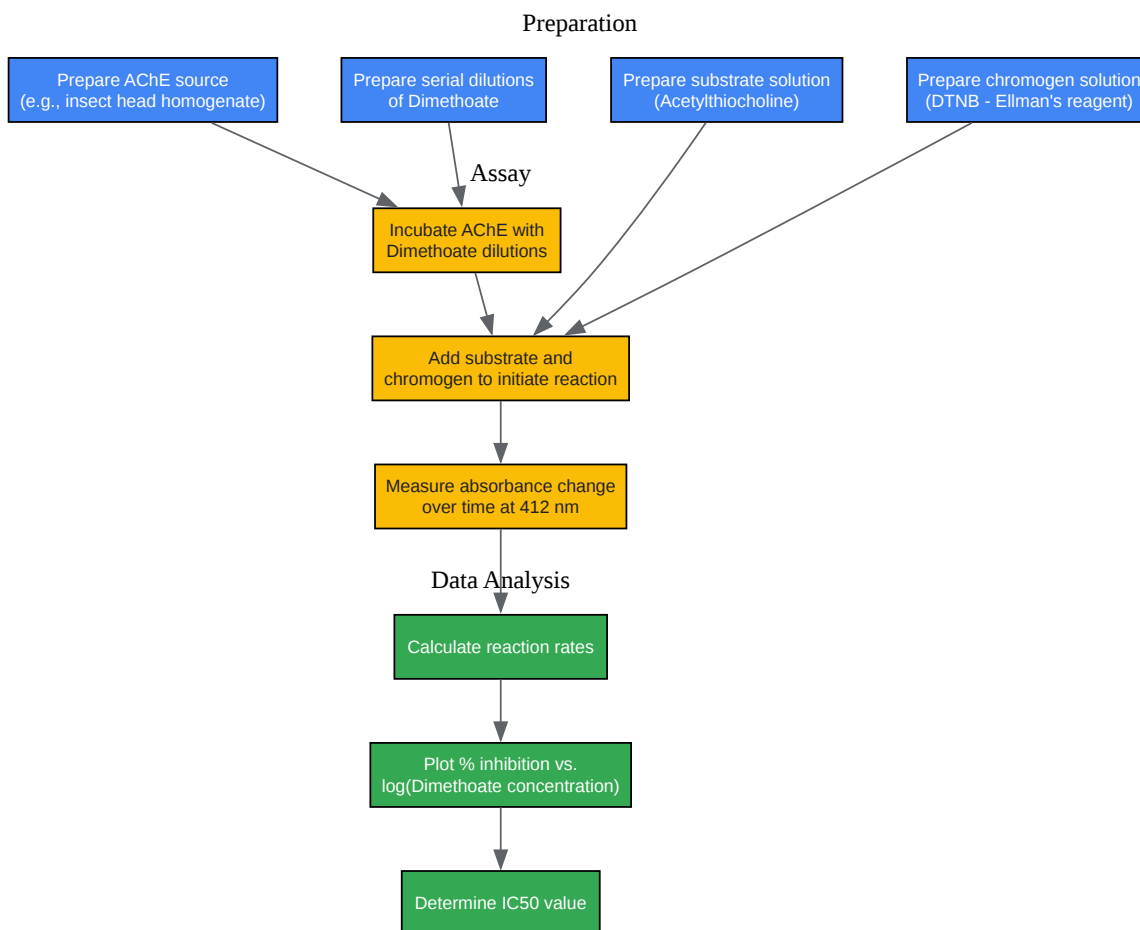 Preparation
Prepare AChE source
(e.g., insect head homogenate)
Prepare serial dilutions
of Dimethoate
Prepare substrate solution
(Acetylthiocholine)
Prepare chromogen solution
(DTNB - Ellman's reagent)
Assay
Incubate AChE with
Dimethoate dilutions
Add substrate and
chromogen to initiate reaction
Measure absorbance change
over time at 412 nm
Data Analysis
Calculate reaction rates
Plot % inhibition vs.
log(Dimethoate concentration)
Determine IC50 value